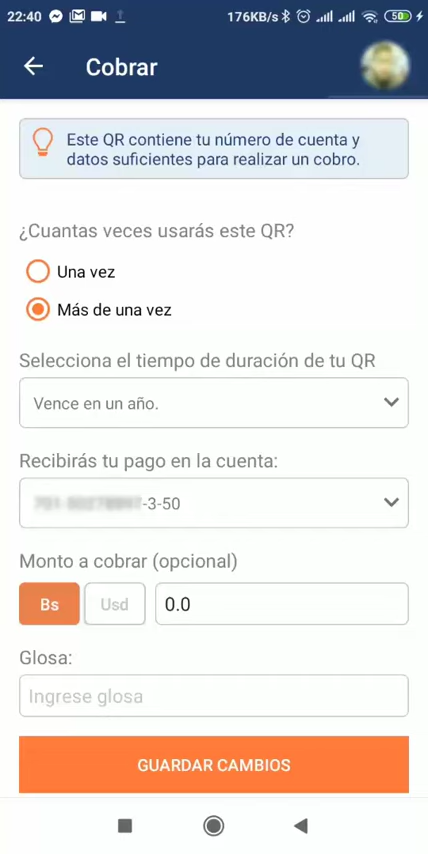 22:40
176KB/s
50
Cobrar
Este QR contiene tu número de cuenta y
datos suficientes para realizar un cobro.
¿Cuantas veces usarás este QR?
Una vez
Más de una vez
Selecciona el tiempo de duración de tu QR
Vence en un año.
Recibirás tu pago en la cuenta:
-3-50
Monto a cobrar (opcional)
Bs
Usd
0.0
Glosa:
Ingrese glosa
GUARDAR CAMBIOS